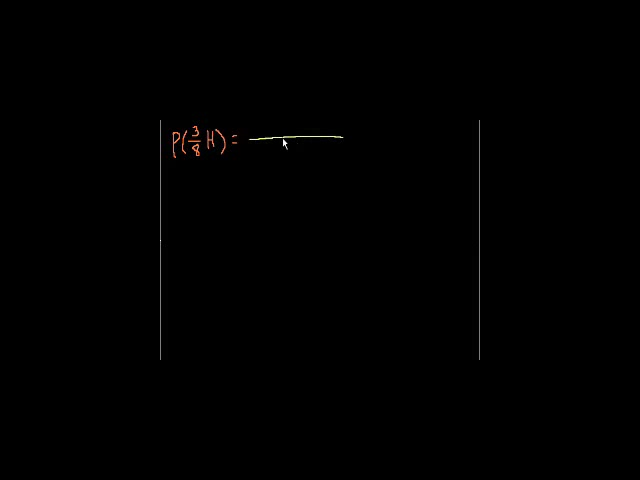 P(3/8 H) =